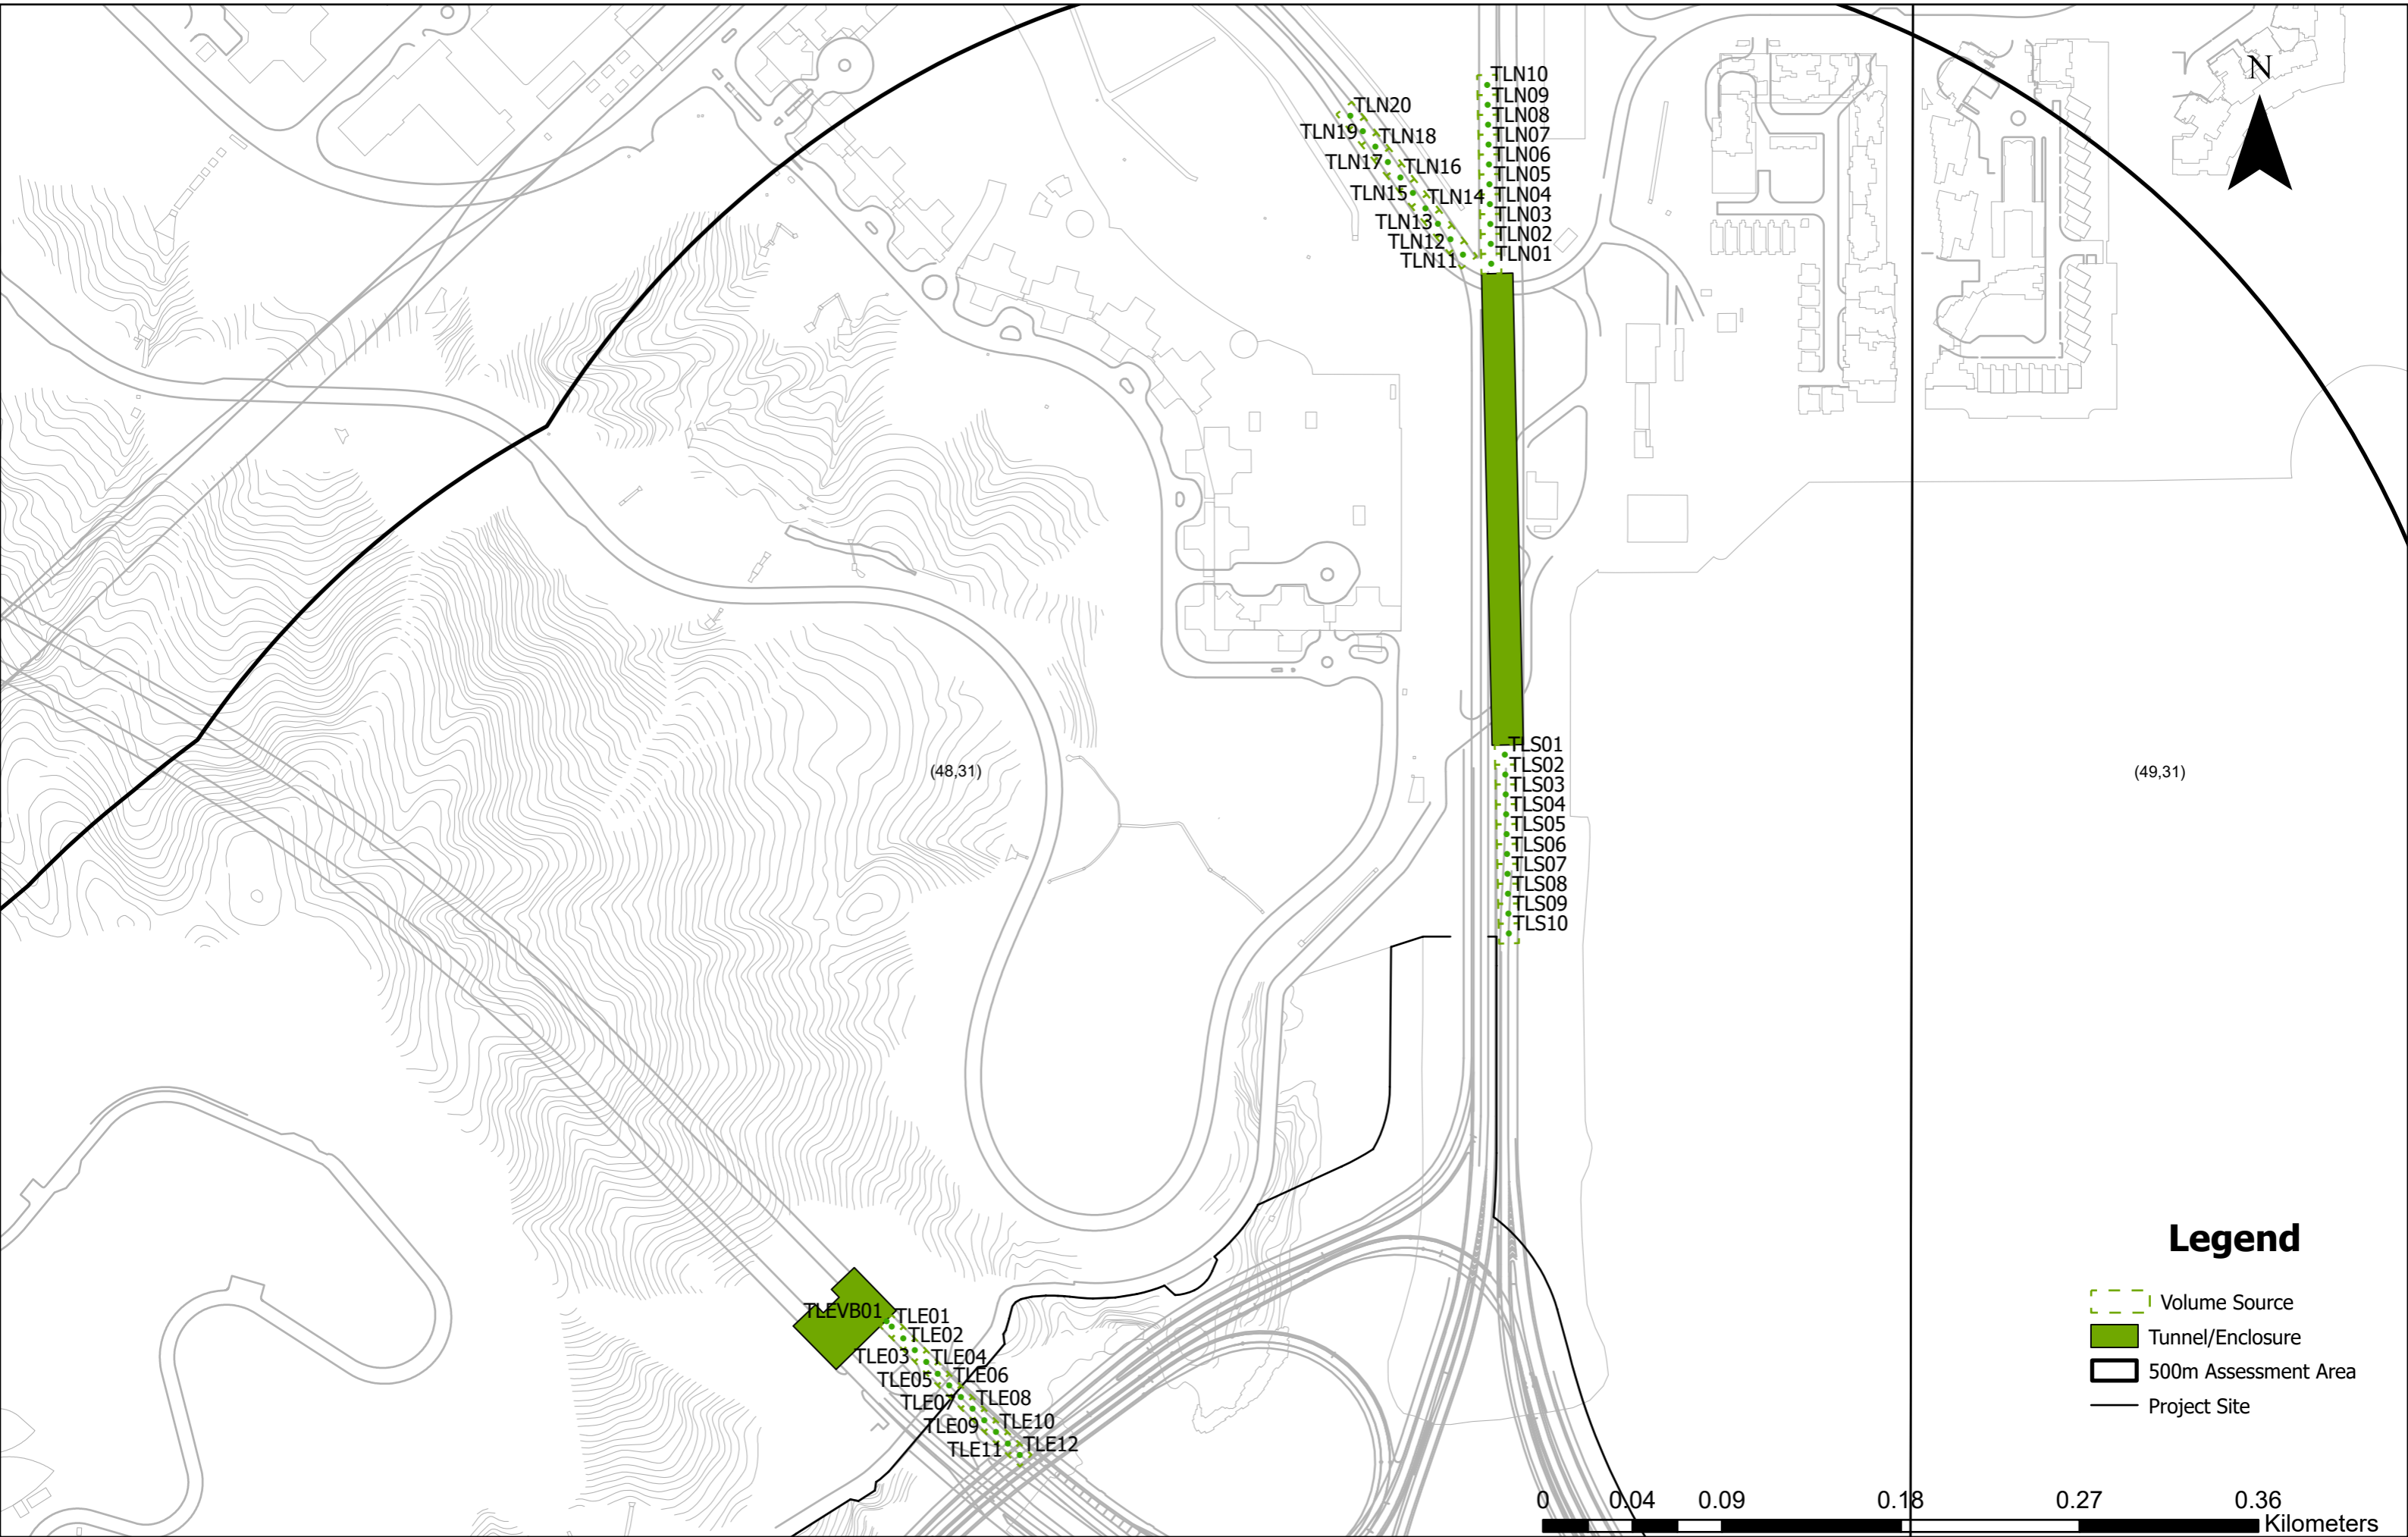 N
TLN10
TLN09
TLN08
TLN07
TLN06
TLN05
TLN04
TLN03
TLN02
TLN01
TLN20
TLN19
TLN18
TLN17
TLN16
TLN15
TLN14
TLN13
TLN12
TLN11
TLS01
TLS02
TLS03
TLS04
TLS05
TLS06
TLS07
TLS08
TLS09
TLS10
(48,31)
(49,31)
TLEVB01
TLE01
TLE02
TLE03
TLE04
TLE05
TLE06
TLE07
TLE08
TLE09
TLE10
TLE11
TLE12
Legend
Volume Source
Tunnel/Enclosure
500m Assessment Area
Project Site
0 0.04 0.09 0.18 0.27 0.36
Kilometers